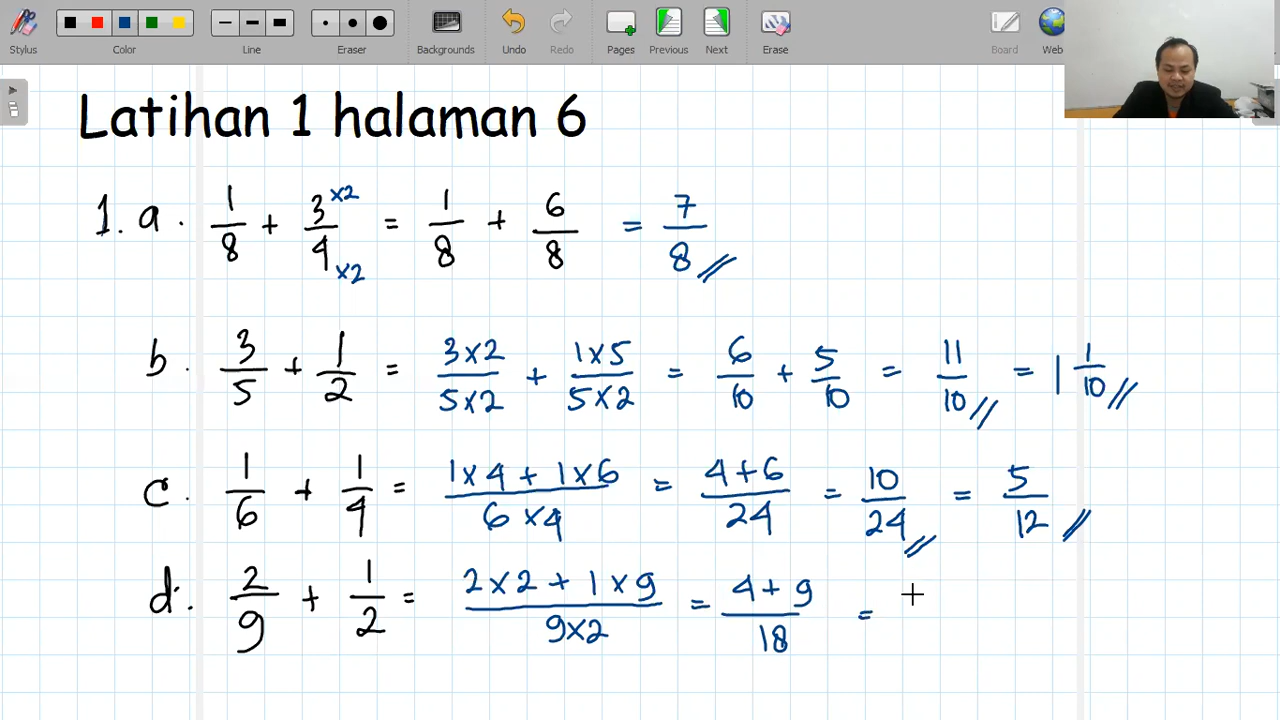 Stylus Color Line Eraser Backgrounds Undo Redo Pages Previous Next Erase Board Web
Latihan 1 halaman 6
1. a. 1/8 + 3×2/4×2 = 1/8 + 6/8 = 7/8 //
b. 3/5 + 1/2 = 3×2/5×2 + 1×5/5×2 = 6/10 + 5/10 = 11/10 // = 1 1/10 //
c. 1/6 + 1/4 = 1×4 + 1×6/6×4 = 4+6/24 = 10/24 // = 5/12 //
d. 2/9 + 1/2 = 2×2 + 1×9/9×2 = 4+9/18 =